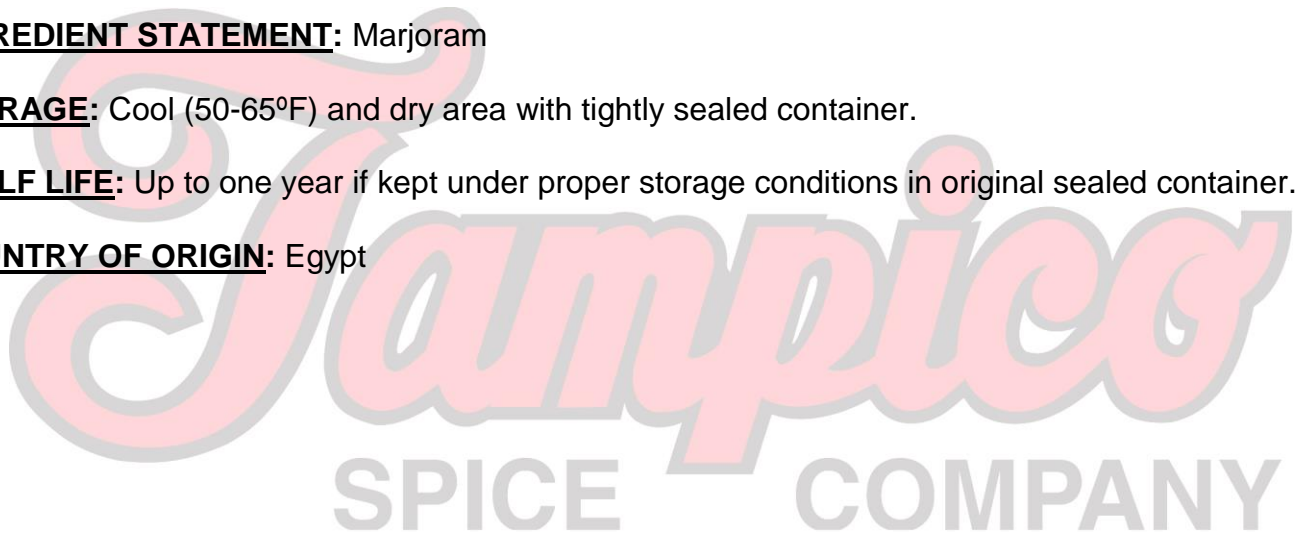 REDIENT STATEMENT: Marjoram
RAGE: Cool (50-65ºF) and dry area with tightly sealed container.
LF LIFE: Up to one year if kept under proper storage conditions in original sealed container.
NTRY OF ORIGIN: Egypt
Tampico
SPICE COMPANY